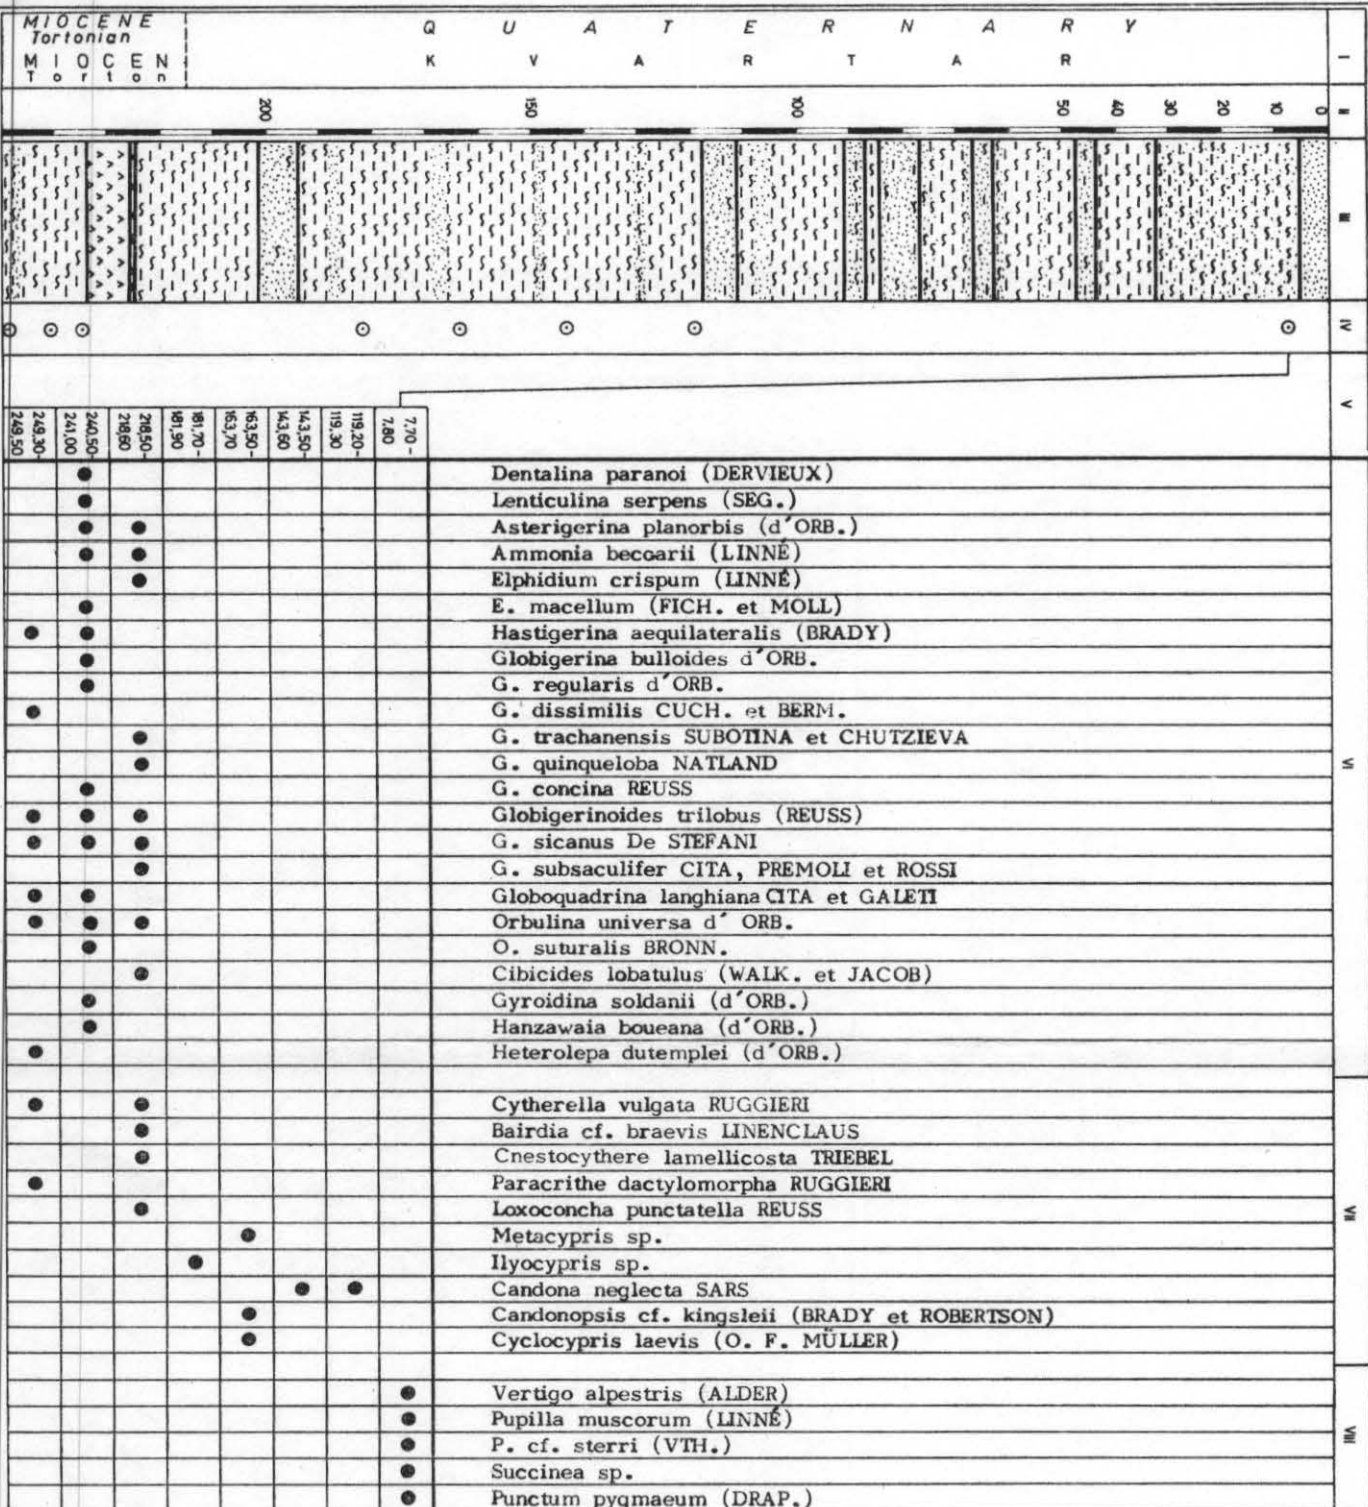 MIOCENE
Tortonian
MIOCEN
Torton
QUATERNARY
KVARTAR
I
200 150 100 50 40 30 20 10 0
II
III
IV
V
249,30-
249,50
240,50-
241,00
218,50-
218,60
181,70-
181,90
163,50-
163,70
143,50-
143,60
119,20-
119,30
7,70-
7,80
Dentalina paranoi (DERVIEUX)
Lenticulina serpens (SEG.)
Asterigerina planorbis (d´ORB.)
Ammonia becoarii (LINNÉ)
Elphidium crispum (LINNÉ)
E. macellum (FICH. et MOLL)
Hastigerina aequilateralis (BRADY)
Globigerina bulloides d´ORB.
G. regularis d´ORB.
G. dissimilis CUCH. et BERM.
G. trachanensis SUBOTINA et CHUTZIEVA
G. quinqueloba NATLAND
G. concina REUSS
Globigerinoides trilobus (REUSS)
G. sicanus De STEFANI
G. subsaculifer CITA, PREMOLI et ROSSI
Globoquadrina langhiana CITA et GALETI
Orbulina universa d´ ORB.
O. suturalis BRONN.
Cibicides lobatulus (WALK. et JACOB)
Gyroidina soldanii (d´ORB.)
Hanzawaia boueana (d´ORB.)
Heterolepa dutemplei (d´ORB.)
VI
Cytherella vulgata RUGGIERI
Bairdia cf. braevis LINENCLAUS
Cnestocythere lamellicosta TRIEBEL
Paracrithe dactylomorpha RUGGIERI
Loxoconcha punctatella REUSS
Metacypris sp.
Ilyocypris sp.
Candona neglecta SARS
Candonopsis cf. kingsleii (BRADY et ROBERTSON)
Cyclocypris laevis (O. F. MÜLLER)
VII
Vertigo alpestris (ALDER)
Pupilla muscorum (LINNÉ)
P. cf. sterri (VTH.)
Succinea sp.
Punctum pygmaeum (DRAP.)
VIII